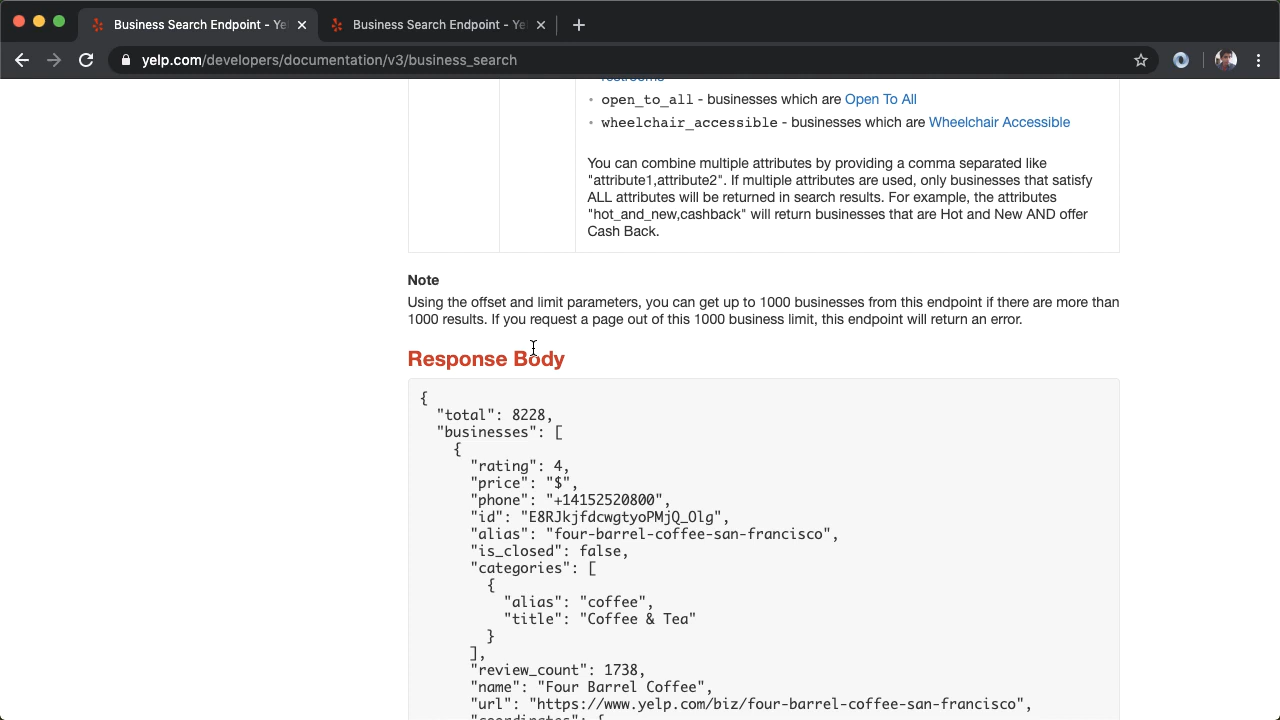 Business Search Endpoint - Ye
Business Search Endpoint - Ye
yelp.com/developers/documentation/v3/business_search
restrooms
open_to_all - businesses which are Open To All
wheelchair_accessible - businesses which are Wheelchair Accessible
You can combine multiple attributes by providing a comma separated like
"attribute1,attribute2". If multiple attributes are used, only businesses that satisfy
ALL attributes will be returned in search results. For example, the attributes
"hot_and_new,cashback" will return businesses that are Hot and New AND offer
Cash Back.
Note
Using the offset and limit parameters, you can get up to 1000 businesses from this endpoint if there are more than
1000 results. If you request a page out of this 1000 business limit, this endpoint will return an error.
Response Body
{
"total": 8228,
"businesses": [
{
"rating": 4,
"price": "$",
"phone": "+14152520800",
"id": "E8RJkjfdcwgtyoPMjQ_Olg",
"alias": "four-barrel-coffee-san-francisco",
"is_closed": false,
"categories": [
{
"alias": "coffee",
"title": "Coffee & Tea"
}
],
"review_count": 1738,
"name": "Four Barrel Coffee",
"url": "https://www.yelp.com/biz/four-barrel-coffee-san-francisco",
"coordinates": {